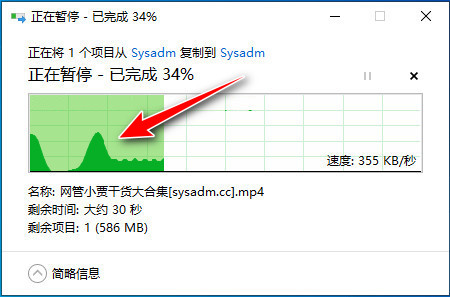 正在暂停 - 已完成 34%
正在将 1 个项目从 Sysadm 复制到 Sysadm
正在暂停 - 已完成 34%
速度: 355 KB/秒
名称: 网管小贾干货大合集[sysadm.cc].mp4
剩余时间: 大约 30 秒
剩余项目: 1 (586 MB)
简略信息